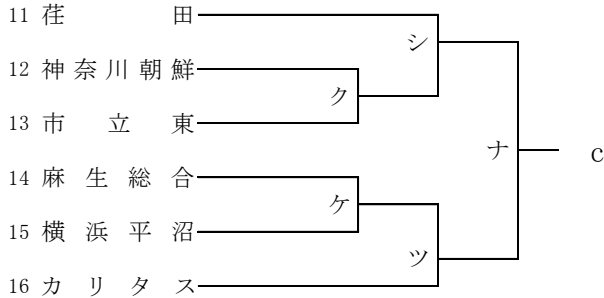 11 荏田
シ
12 神奈川朝鮮
ク
13 市立東
ナ
c
14 麻生総合
ケ
15 横浜平沼
ツ
16 カリタス